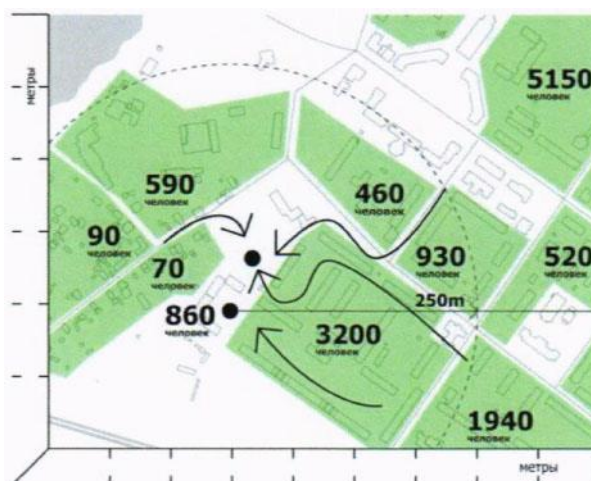 метры
5150
человек
590
человек
460
человек
90
человек
70
человек
930
человек
520
человек
250m
860
человек
3200
человек
1940
человек
метры